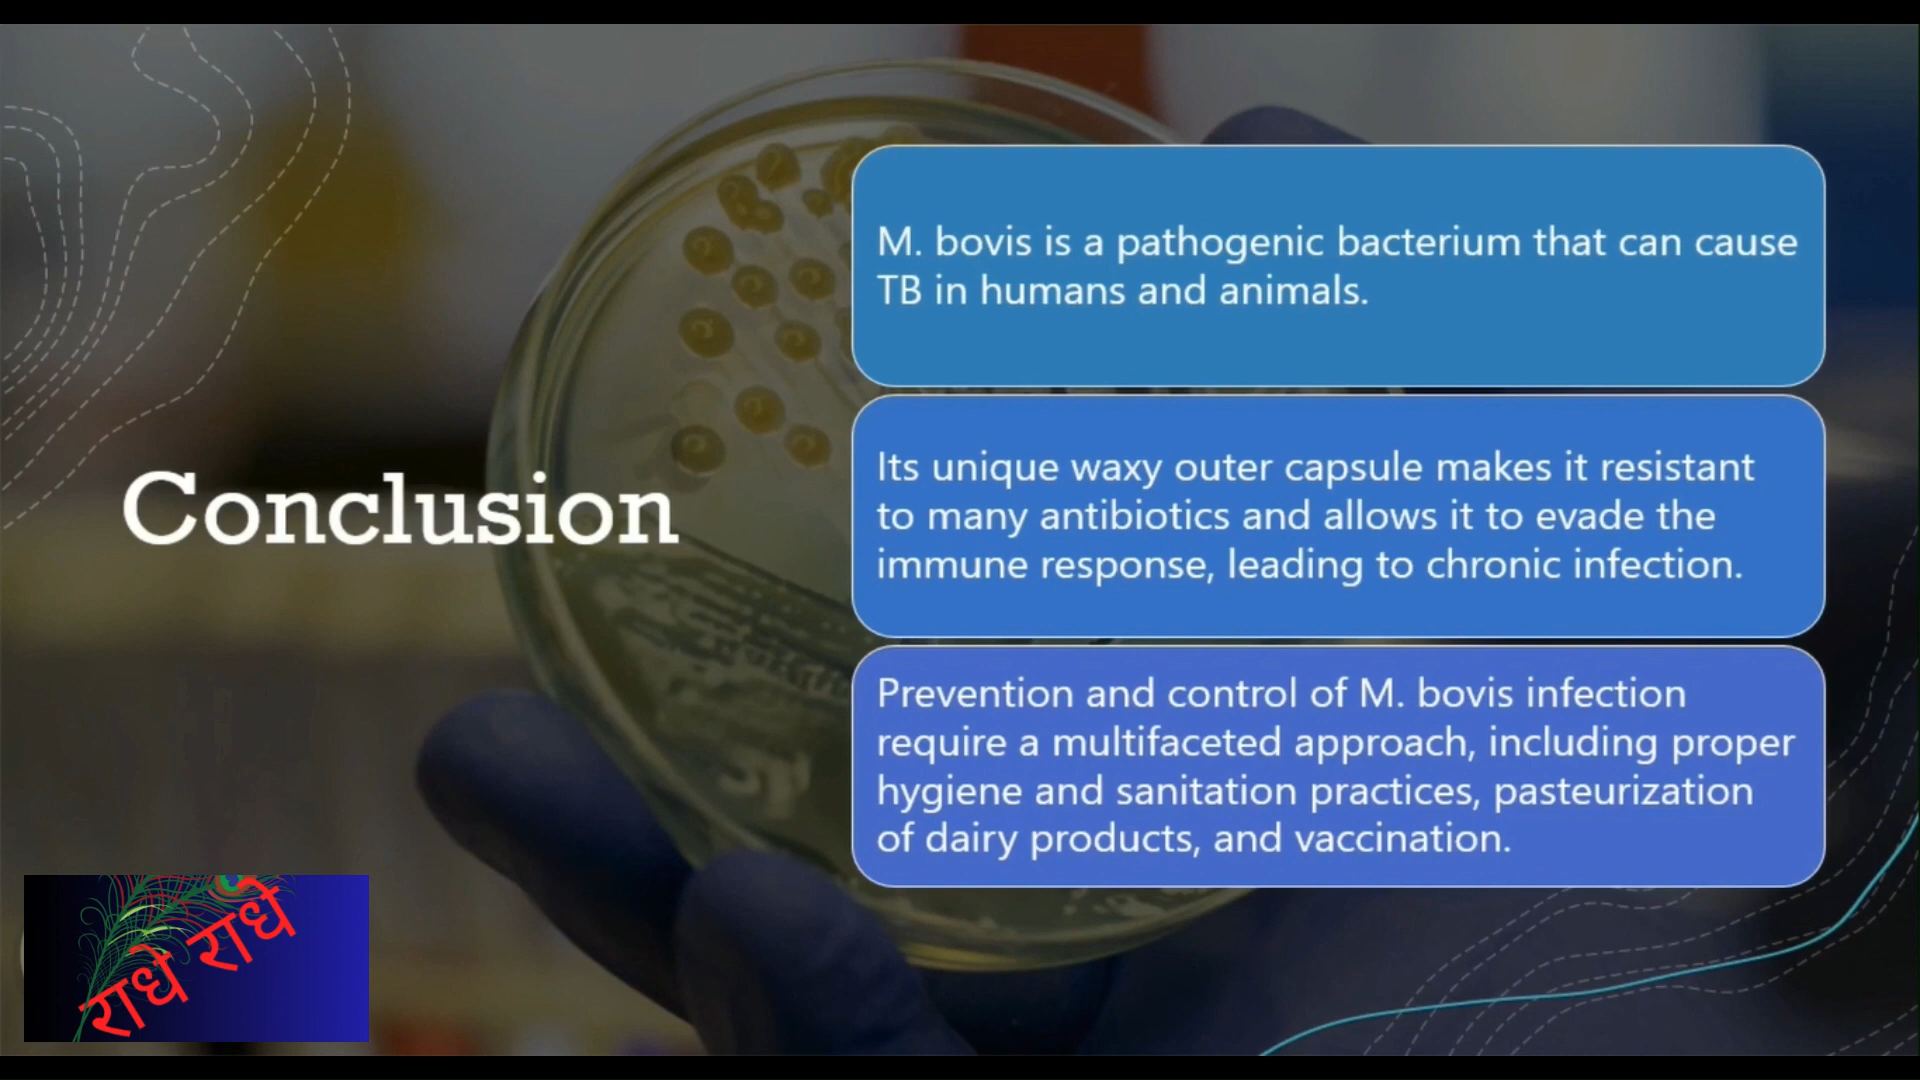 Conclusion
M. bovis is a pathogenic bacterium that can cause
TB in humans and animals.
Its unique waxy outer capsule makes it resistant
to many antibiotics and allows it to evade the
immune response, leading to chronic infection.
Prevention and control of M. bovis infection
require a multifaceted approach, including proper
hygiene and sanitation practices, pasteurization
of dairy products, and vaccination.
राधे राधे